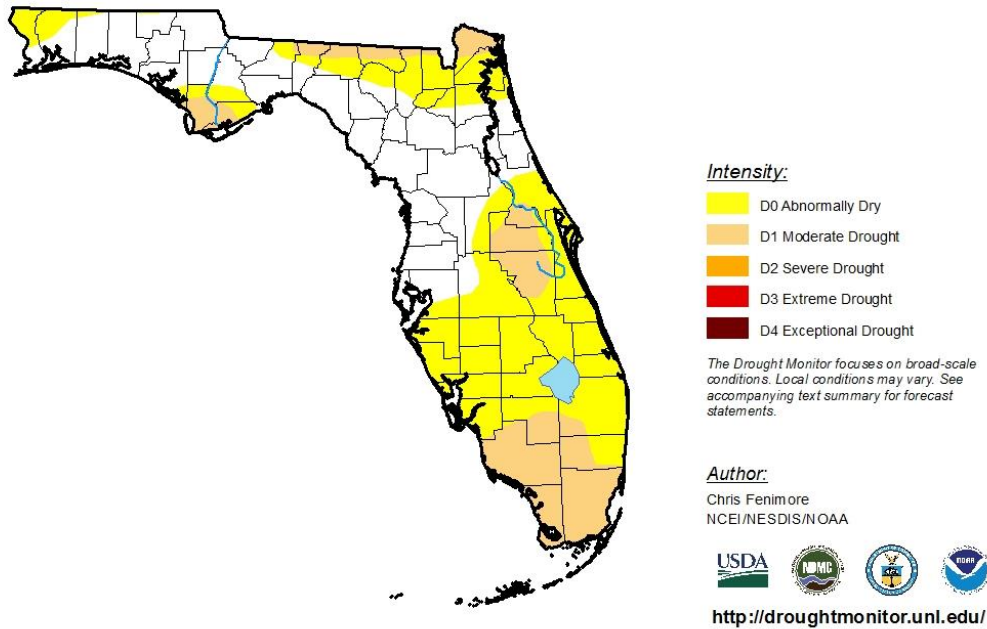 Intensity:
D0 Abnormally Dry
D1 Moderate Drought
D2 Severe Drought
D3 Extreme Drought
D4 Exceptional Drought
The Drought Monitor focuses on broad-scale
conditions. Local conditions may vary. See
accompanying text summary for forecast
statements.
Author:
Chris Fenimore
NCEI/NESDIS/NOAA
USDA
NDMC
NOAA
http://droughtmonitor.unl.edu/